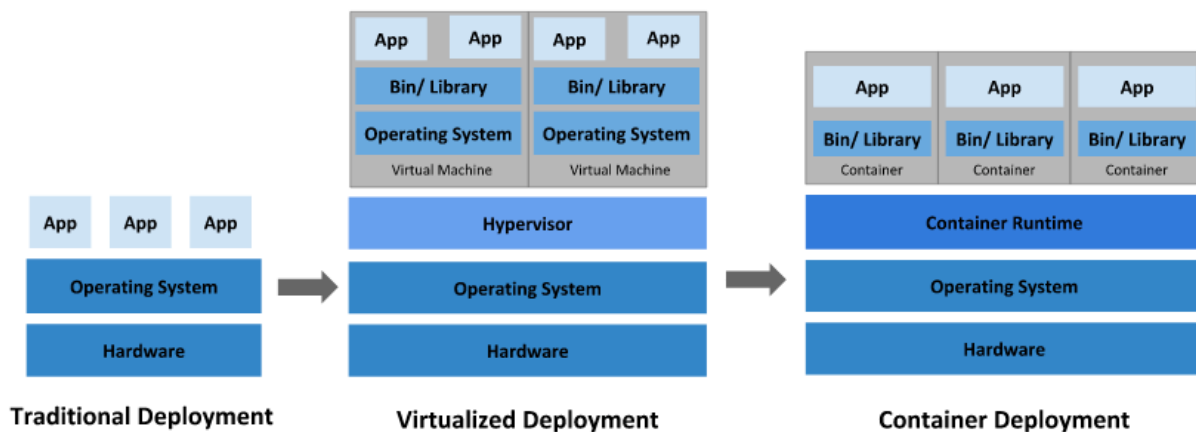 App App App
Operating System
Hardware
Traditional Deployment
App App App App
Bin/ Library Bin/ Library
Operating System Operating System
Virtual Machine Virtual Machine
Hypervisor
Operating System
Hardware
Virtualized Deployment
App App App
Bin/ Library Bin/ Library Bin/ Library
Container Container Container
Container Runtime
Operating System
Hardware
Container Deployment